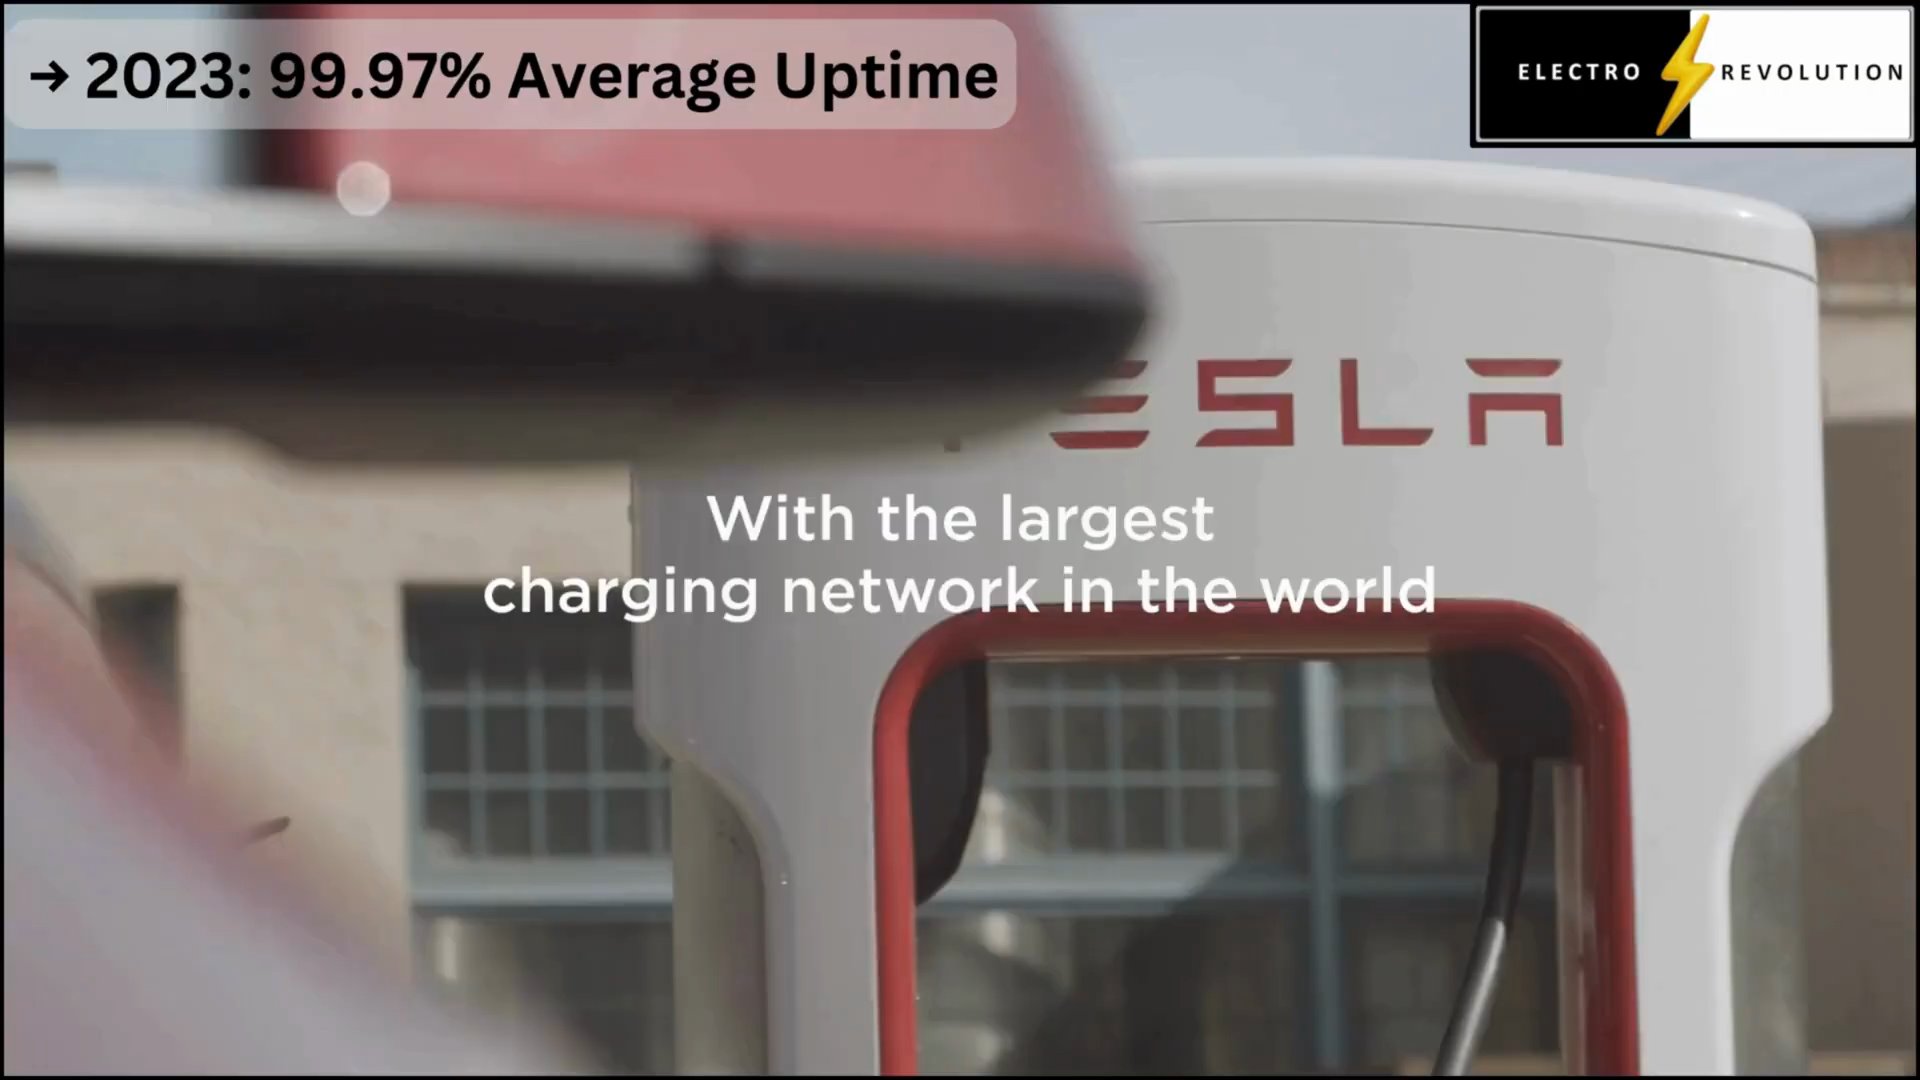 → 2023: 99.97% Average Uptime
ELECTRO⚡REVOLUTION
ESLA
With the largest
charging network in the world